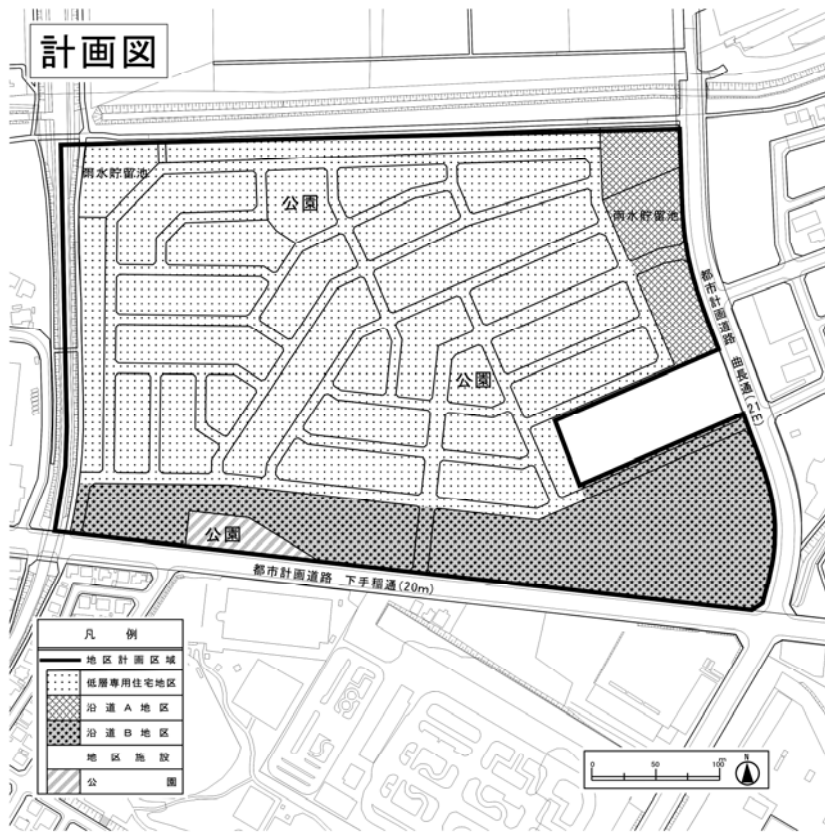 計画図
雨水貯留池
公園
雨水貯留池
都市計画道路 曲長通(21m)
公園
公園
都市計画道路 下手稲通(20m)
凡例
地区計画区域
低層専用住宅地区
沿道A地区
沿道B地区
地区施設
公園
0 50 100m
N